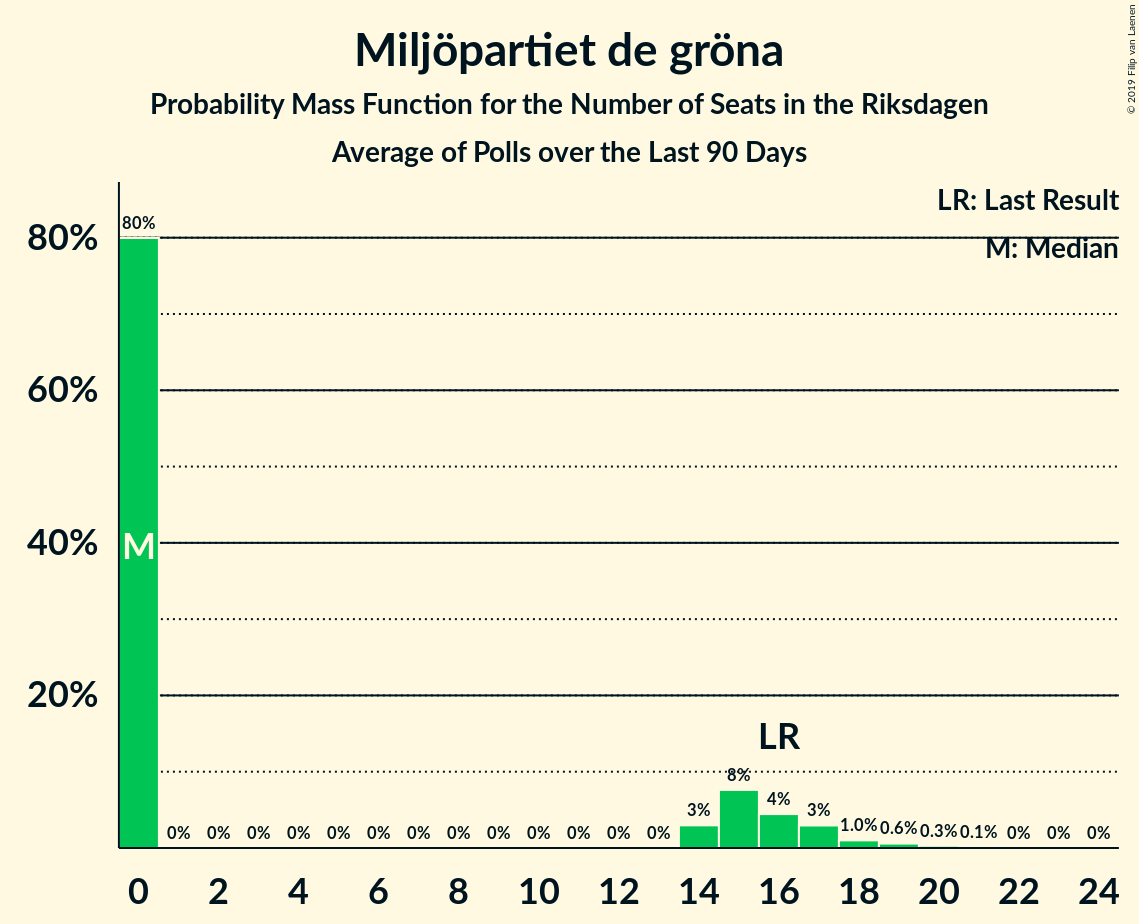 Miljöpartiet de gröna
Probability Mass Function for the Number of Seats in the Riksdagen
Average of Polls over the Last 90 Days
© 2019 Filip van Laenen
LR: Last Result
M: Median
80%
60%
40%
20%
80%
M
0% 0% 0% 0% 0% 0% 0% 0% 0% 0% 0% 0% 0% 3% 8% 4% 3% 1.0% 0.6% 0.3% 0.1% 0% 0% 0%
LR
0 2 4 6 8 10 12 14 16 18 20 22 24